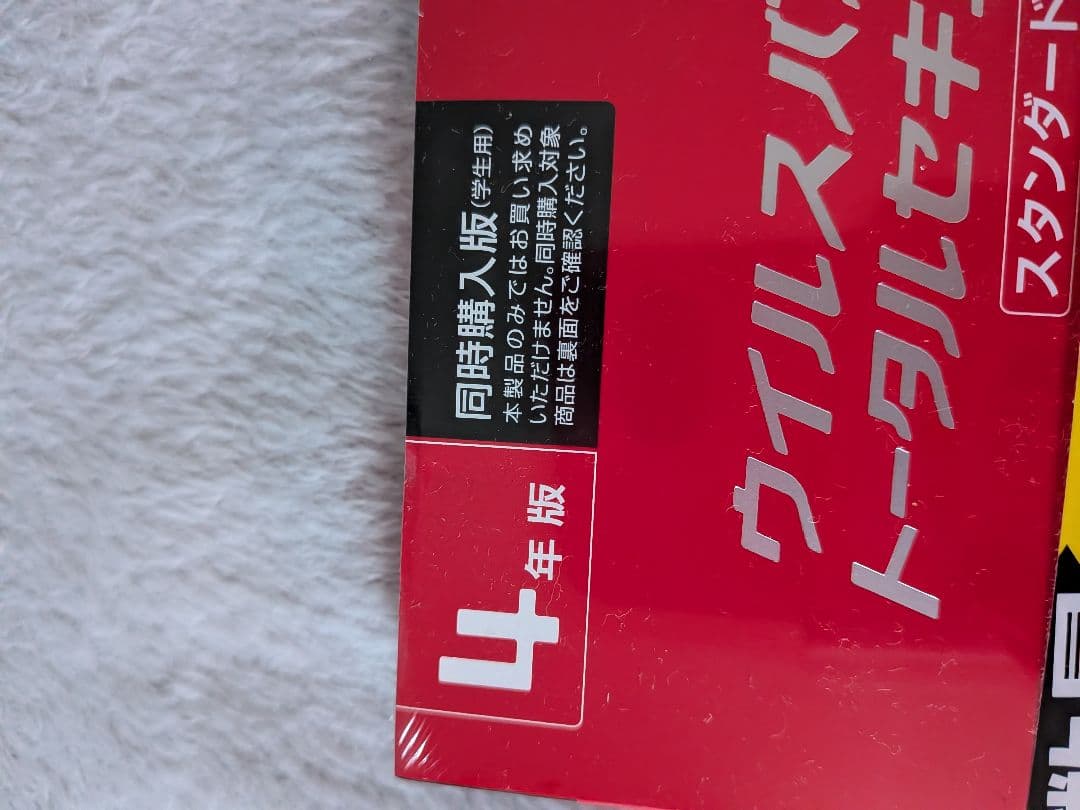 4年版
同時購入版(学生用)
本製品のみではお買い求め
いただけません。同時購入対象
商品は裏面をご確認ください。
ウイルスバ
トータルセキ
スタンダード